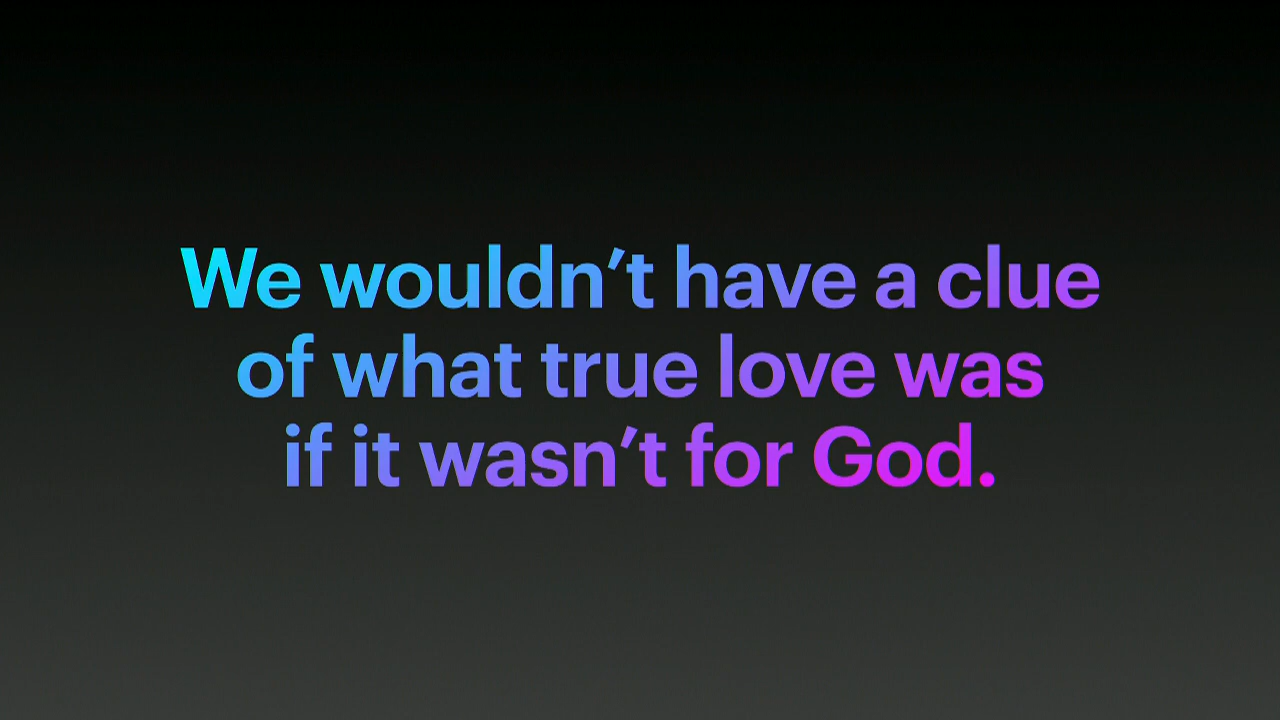 We wouldn’t have a clue
of what true love was
if it wasn’t for God.